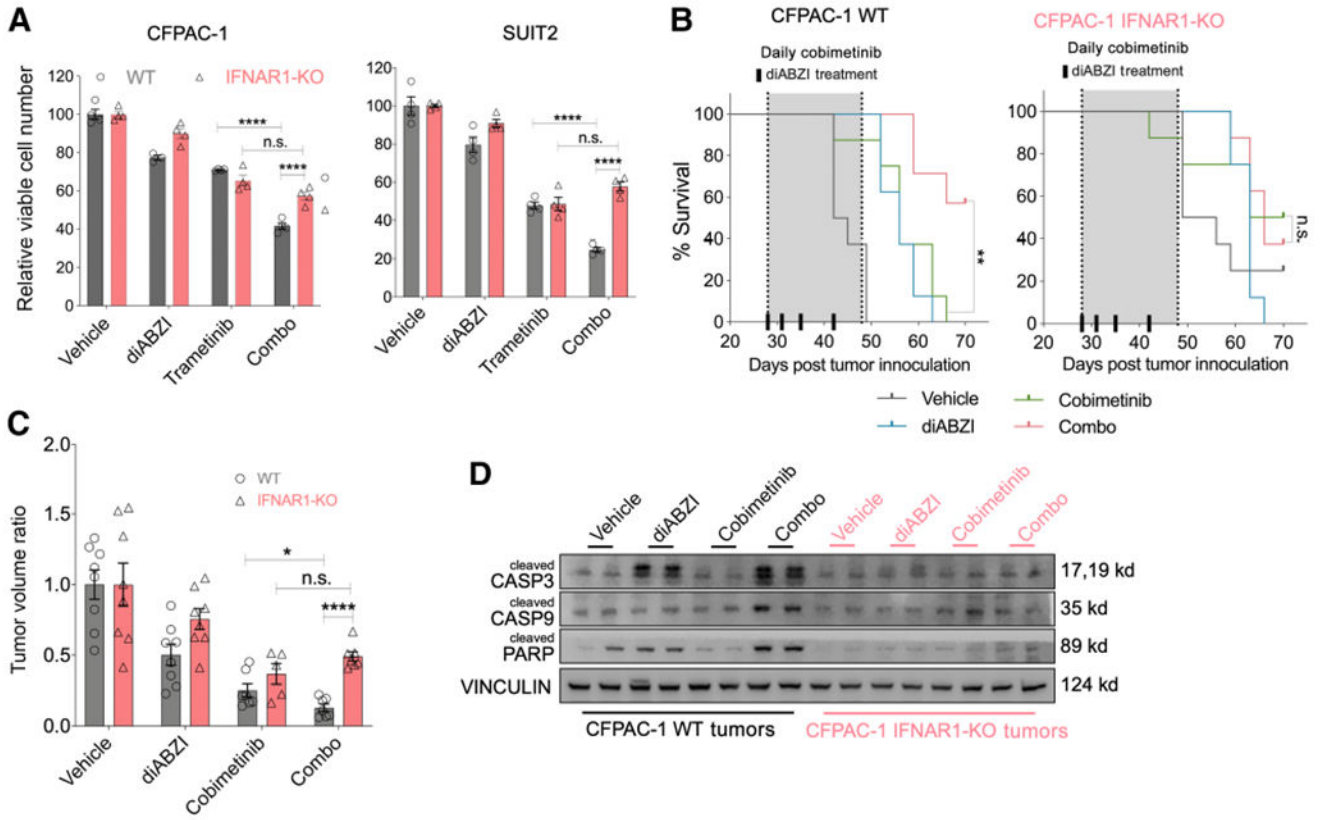 A
CFPAC-1
SUIT2
WT
IFNAR1-KO
Relative viable cell number
120
100
80
60
40
20
0
****
n.s.
****
Vehicle
diABZI
Trametinib
Combo
120
100
80
60
40
20
0
****
n.s.
****
Vehicle
diABZI
Trametinib
Combo
B
CFPAC-1 WT
Daily cobimetinib
diABZI treatment
% Survival
100
80
60
40
20
0
**
20 30 40 50 60 70
Days post tumor innoculation
CFPAC-1 IFNAR1-KO
Daily cobimetinib
diABZI treatment
100
80
60
40
20
0
n.s.
20 30 40 50 60 70
Days post tumor innoculation
Vehicle
Cobimetinib
diABZI
Combo
C
Tumor volume ratio
2.0
1.5
1.0
0.5
0.0
WT
IFNAR1-KO
*
n.s.
****
Vehicle
diABZI
Cobimetinib
Combo
D
Vehicle diABZI Cobimetinib Combo Vehicle diABZI Cobimetinib Combo
cleaved
CASP3 17,19 kd
cleaved
CASP9 35 kd
cleaved
PARP 89 kd
VINCULIN 124 kd
CFPAC-1 WT tumors CFPAC-1 IFNAR1-KO tumors